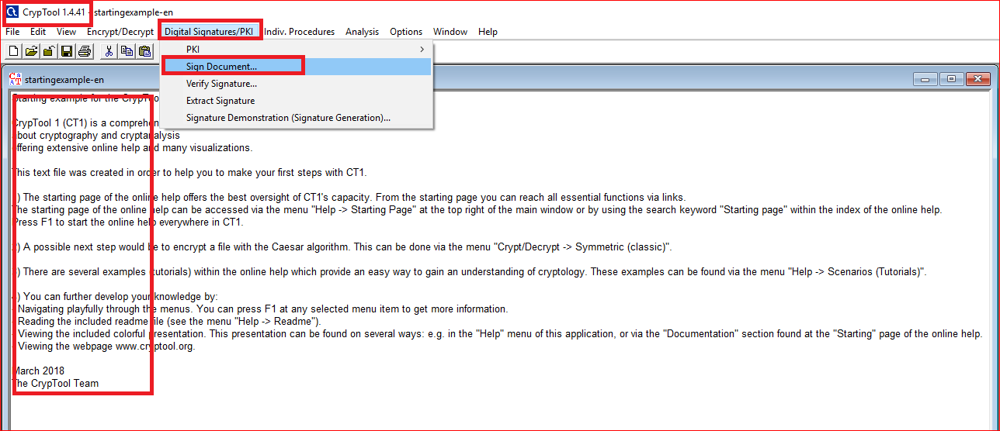 CrypTool 1.4.41 - startingexample-en
File Edit View Encrypt/Decrypt Digital Signatures/PKI Indiv. Procedures Analysis Options Window Help
PKI
Sign Document...
Verify Signature...
Extract Signature
Signature Demonstration (Signature Generation)...
startingexample-en
Starting example for the CrypToo
CrypTool 1 (CT1) is a comprehen
about cryptography and cryptanalysis
offering extensive online help and many visualizations.
This text file was created in order to help you to make your first steps with CT1.
1) The starting page of the online help offers the best oversight of CT1's capacity. From the starting page you can reach all essential functions via links.
The starting page of the online help can be accessed via the menu "Help -> Starting Page" at the top right of the main window or by using the search keyword "Starting page" within the index of the online help.
Press F1 to start the online help everywhere in CT1.
2) A possible next step would be to encrypt a file with the Caesar algorithm. This can be done via the menu "Crypt/Decrypt -> Symmetric (classic)".
3) There are several examples (tutorials) within the online help which provide an easy way to gain an understanding of cryptology. These examples can be found via the menu "Help -> Scenarios (Tutorials)".
4) You can further develop your knowledge by:
- Navigating playfully through the menus. You can press F1 at any selected menu item to get more information.
- Reading the included readme file (see the menu "Help -> Readme").
- Viewing the included colorful presentation. This presentation can be found on several ways: e.g. in the "Help" menu of this application, or via the "Documentation" section found at the "Starting" page of the online help.
- Viewing the webpage www.cryptool.org.
March 2018
The CrypTool Team